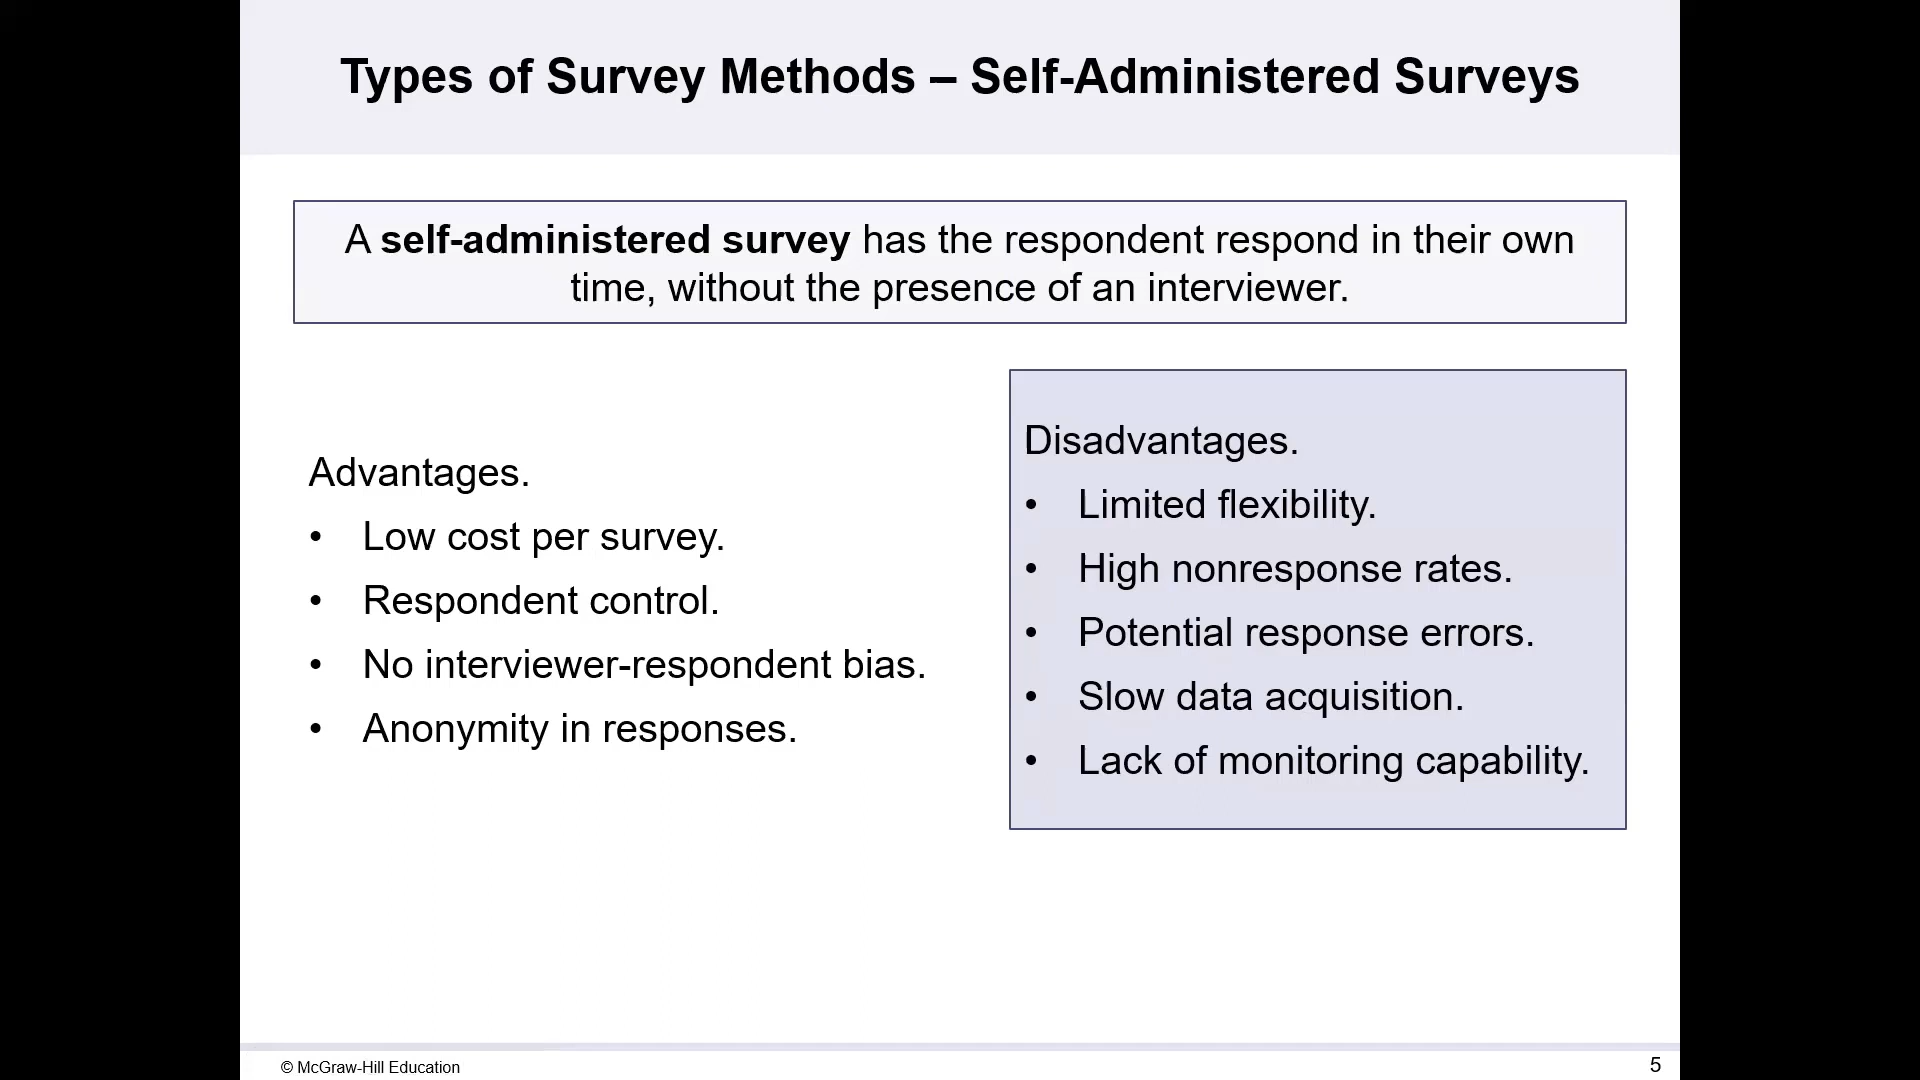 Types of Survey Methods – Self-Administered Surveys
A self-administered survey has the respondent respond in their own
time, without the presence of an interviewer.
Advantages.
• Low cost per survey.
• Respondent control.
• No interviewer-respondent bias.
• Anonymity in responses.
Disadvantages.
• Limited flexibility.
• High nonresponse rates.
• Potential response errors.
• Slow data acquisition.
• Lack of monitoring capability.
© McGraw-Hill Education
5